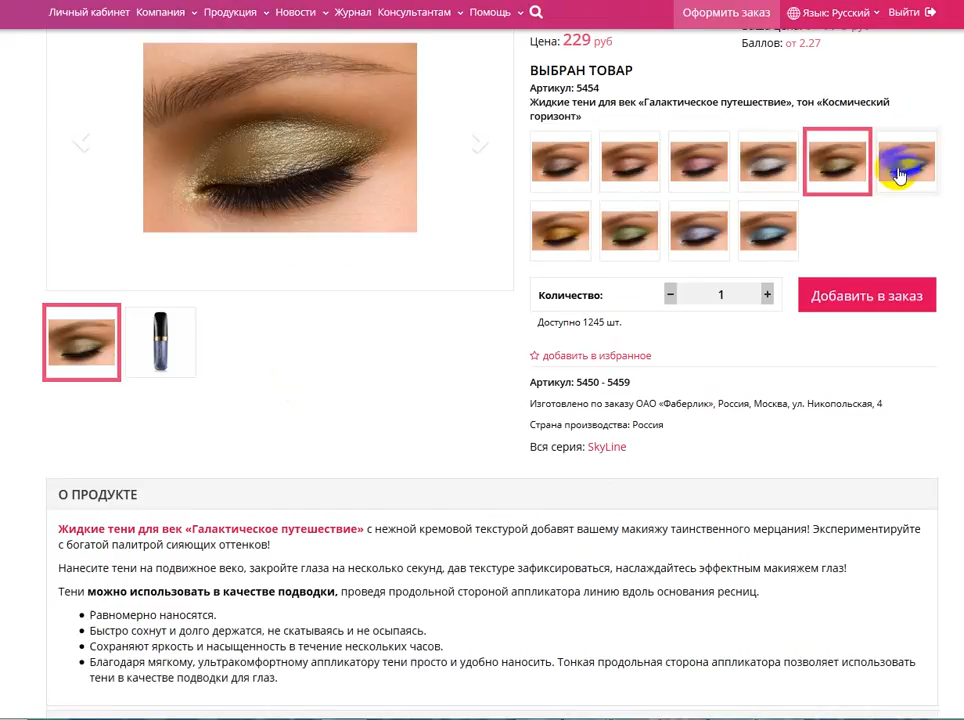 Личный кабинет Компания Продукция Новости Журнал Консультантам Помощь Оформить заказ Язык: Русский Выйти
Цена: 229 руб
Баллов: от 2.27
ВЫБРАН ТОВАР
Артикул: 5454
Жидкие тени для век «Галактическое путешествие», тон «Космический
горизонт»
Количество: − 1 + Добавить в заказ
Доступно 1245 шт.
добавить в избранное
Артикул: 5450 - 5459
Изготовлено по заказу ОАО «Фаберлик», Россия, Москва, ул. Никопольская, 4
Страна производства: Россия
Вся серия: SkyLine
О ПРОДУКТЕ
Жидкие тени для век «Галактическое путешествие» с нежной кремовой текстурой добавят вашему макияжу таинственного мерцания! Экспериментируйте
с богатой палитрой сияющих оттенков!
Нанесите тени на подвижное веко, закройте глаза на несколько секунд, дав текстуре зафиксироваться, наслаждайтесь эффектным макияжем глаз!
Тени можно использовать в качестве подводки, проведя продольной стороной аппликатора линию вдоль основания ресниц.
Равномерно наносятся.
Быстро сохнут и долго держатся, не скатываясь и не осыпаясь.
Сохраняют яркость и насыщенность в течение нескольких часов.
Благодаря мягкому, ультракомфортному аппликатору тени просто и удобно наносить. Тонкая продольная сторона аппликатора позволяет использовать
тени в качестве подводки для глаз.